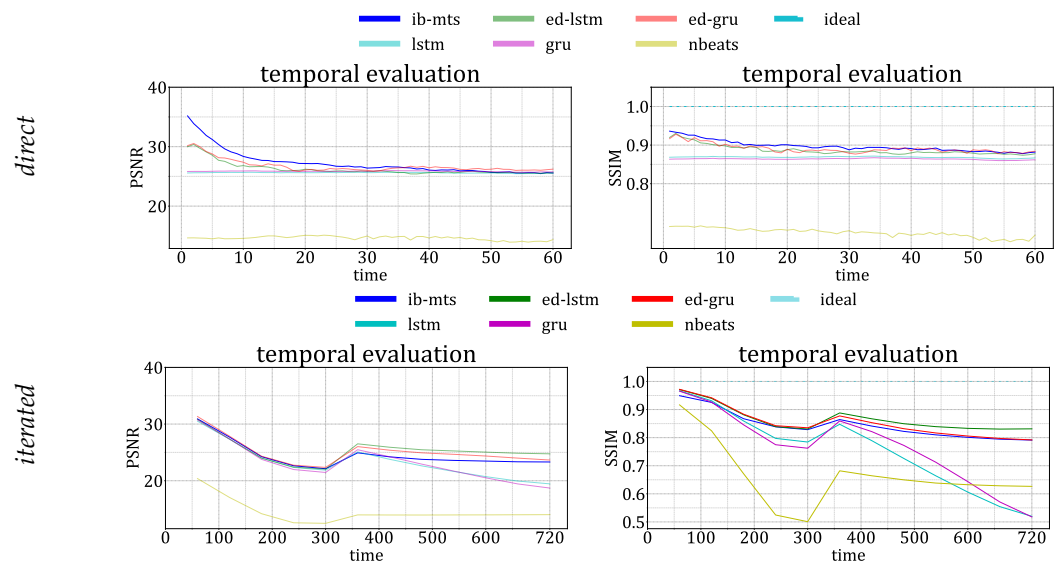 ib-mts ed-lstm ed-gru ideal
lstm gru nbeats
direct
temporal evaluation
PSNR
40
30
20
0 10 20 30 40 50 60
time
temporal evaluation
SSIM
1.0
0.9
0.8
0 10 20 30 40 50 60
time
ib-mts ed-lstm ed-gru ideal
lstm gru nbeats
iterated
temporal evaluation
PSNR
40
30
20
0 100 200 300 400 500 600 720
time
temporal evaluation
SSIM
1.0
0.9
0.8
0.7
0.6
0.5
0 100 200 300 400 500 600 720
time